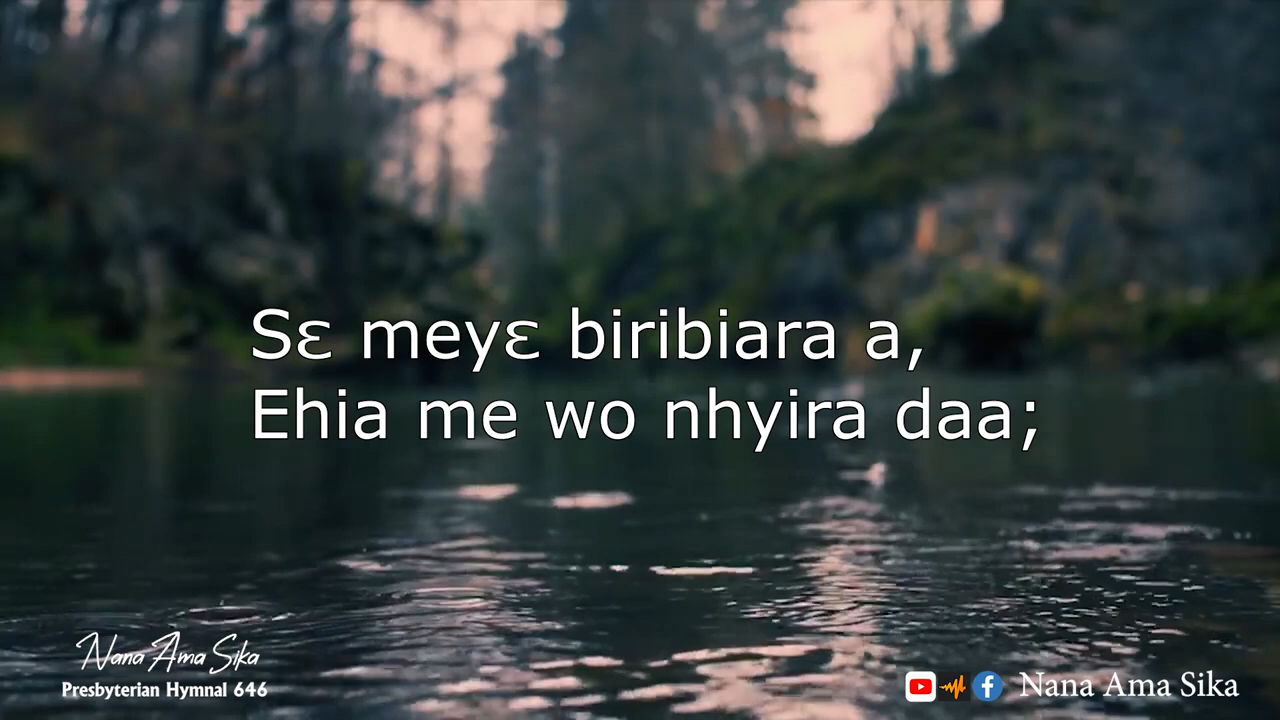 Sɛ meyɛ biribiara a,
Ehia me wo nhyira daa;
Nana Ama Sika
Presbyterian Hymnal 646
Nana Ama Sika